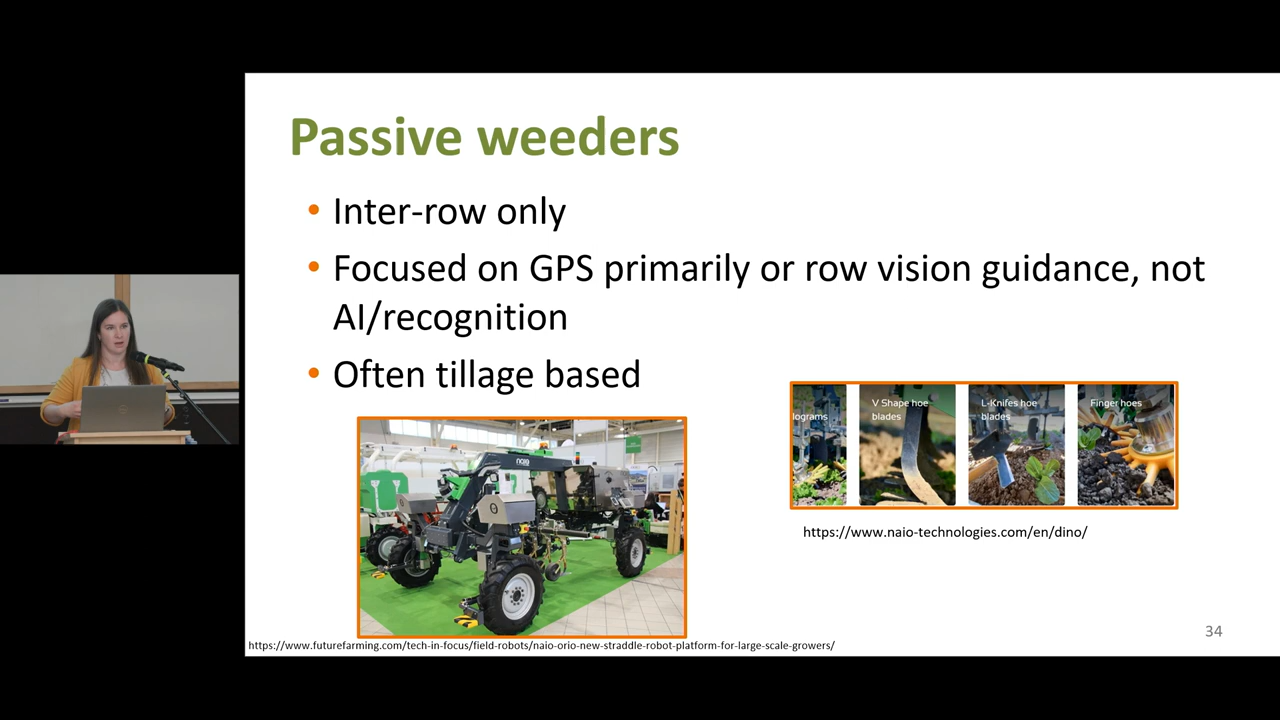 Passive weeders
• Inter-row only
• Focused on GPS primarily or row vision guidance, not
AI/recognition
• Often tillage based
lograms
V Shape hoe
blades
L-Knifes hoe
blades
Finger hoes
https://www.naio-technologies.com/en/dino/
naio
https://www.futurefarming.com/tech-in-focus/field-robots/naio-orio-new-straddle-robot-platform-for-large-scale-growers/
34